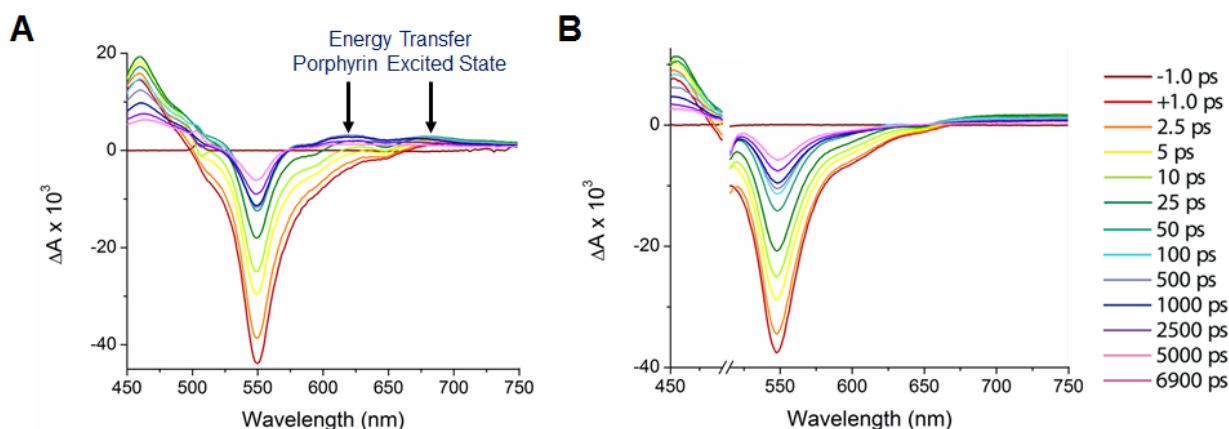 A
Energy Transfer
Porphyrin Excited State
20
0
-20
-40
ΔA x 10³
450 500 550 600 650 700 750
Wavelength (nm)
B
0
-20
-40
ΔA x 10³
450 550 600 650 700 750
Wavelength (nm)
-1.0 ps
+1.0 ps
2.5 ps
5 ps
10 ps
25 ps
50 ps
100 ps
500 ps
1000 ps
2500 ps
5000 ps
6900 ps